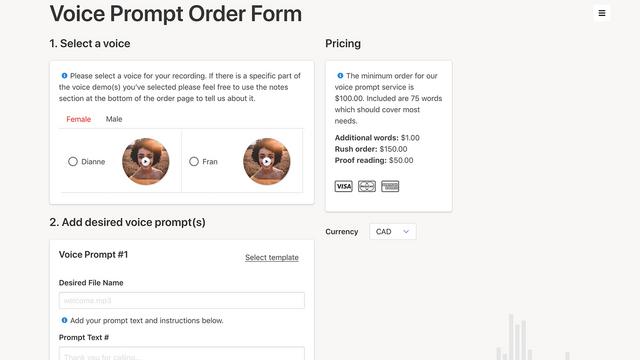 Voice Prompt Order Form
1. Select a voice
Please select a voice for your recording. If there is a specific part of
the voice demo(s) you've selected please feel free to use the notes
section at the bottom of the order page to tell us about it.
Female Male
Dianne
Fran
2. Add desired voice prompt(s)
Voice Prompt #1
Select template
Desired File Name
welcome.mp3
Add your prompt text and instructions below.
Prompt Text #
Thank you for calling...
Pricing
The minimum order for our
voice prompt service is
$100.00. Included are 75 words
which should cover most
needs.
Additional words: $1.00
Rush order: $150.00
Proof reading: $50.00
VISA
Currency
CAD